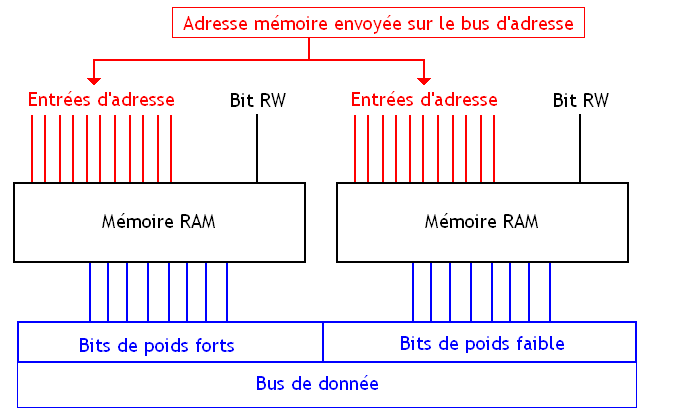 Adresse mémoire envoyée sur le bus d'adresse
Entrées d'adresse
Bit RW
Entrées d'adresse
Bit RW
Mémoire RAM
Mémoire RAM
Bits de poids forts
Bits de poids faible
Bus de donnée